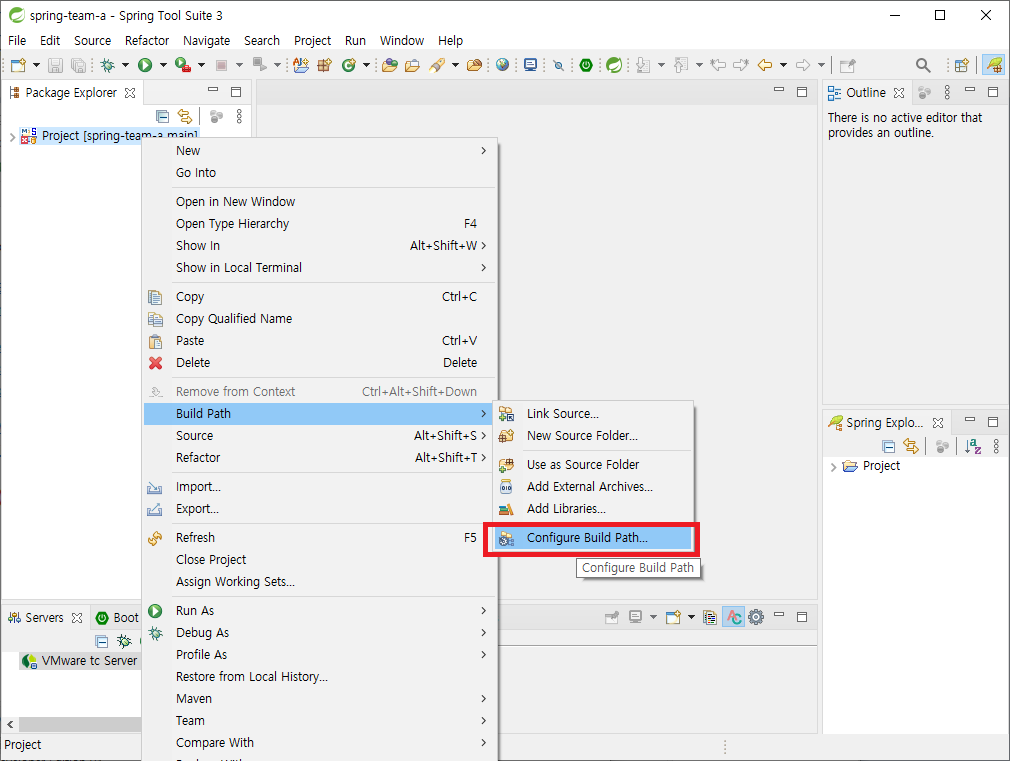 spring-team-a - Spring Tool Suite 3
File Edit Source Refactor Navigate Search Project Run Window Help
Package Explorer
Project [spring-team-a main]
New
Go Into
Open in New Window
Open Type Hierarchy F4
Show In Alt+Shift+W
Show in Local Terminal
Copy Ctrl+C
Copy Qualified Name
Paste Ctrl+V
Delete Delete
Remove from Context Ctrl+Alt+Shift+Down
Build Path
Source Alt+Shift+S
Refactor Alt+Shift+T
Import...
Export...
Refresh F5
Close Project
Assign Working Sets...
Run As
Debug As
Profile As
Restore from Local History...
Maven
Team
Compare With
Link Source...
New Source Folder...
Use as Source Folder
Add External Archives...
Add Libraries...
Configure Build Path...
Configure Build Path
Outline
There is no active editor that
provides an outline.
Spring Explo...
Project
Servers Boot
VMware tc Server
Project